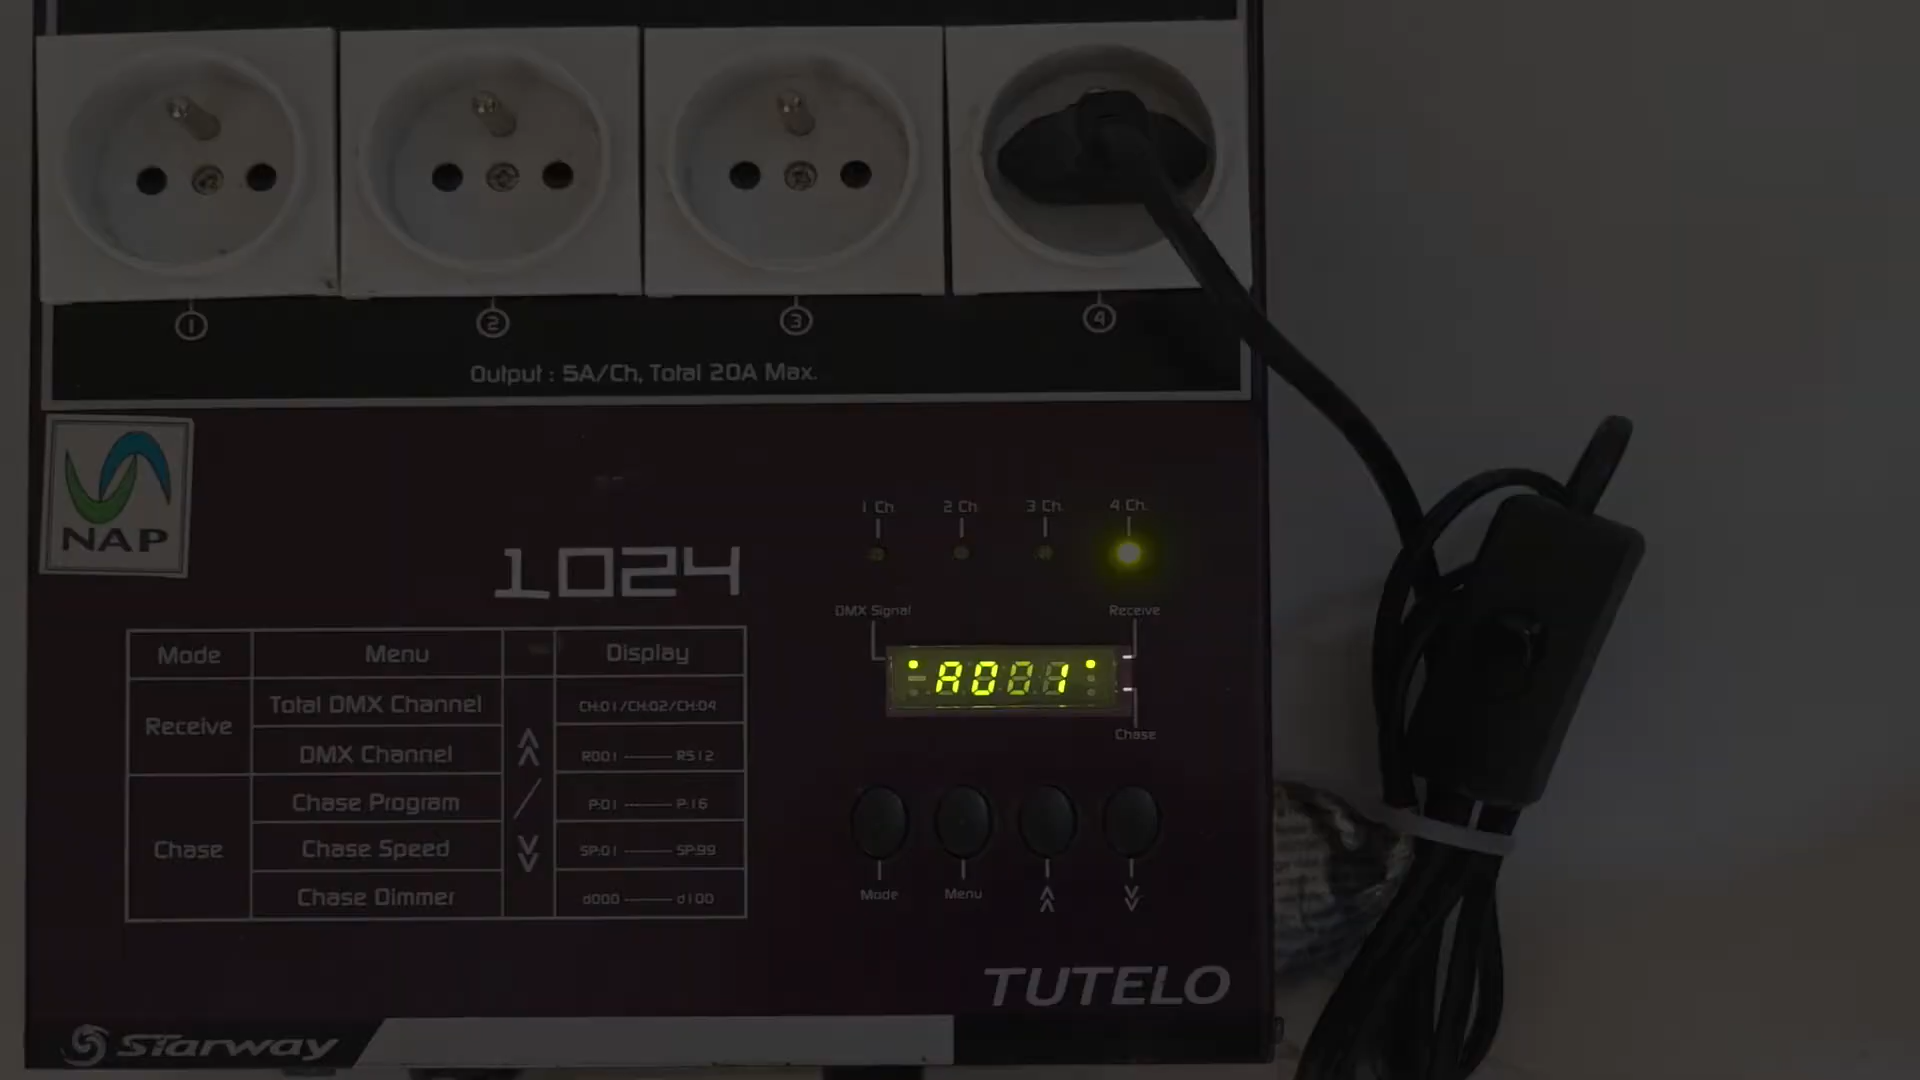 1 2 3 4
Output : 5A/Ch, Total 20A Max.
NAP
1 Ch 2 Ch 3 Ch. 4 Ch.
1024
DMX Signal Receive
A001
Chase
Mode Menu Display
Receive Total DMX Channel CH:01/CH:02/CH:04
DMX Channel A001 —— A512
Chase Chase Program P:01 —— P:16
Chase Speed SP:01 —— SP:99
Chase Dimmer d000 —— d100
Mode Menu
TUTELO
Starway